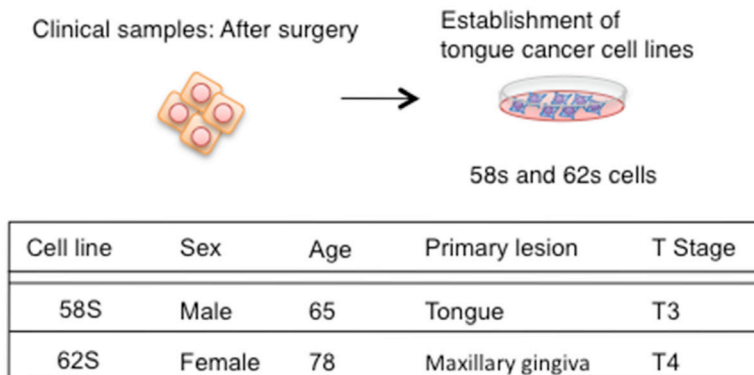 Clinical samples: After surgery
Establishment of
tongue cancer cell lines
58s and 62s cells
Cell line Sex Age Primary lesion T Stage
58S Male 65 Tongue T3
62S Female 78 Maxillary gingiva T4